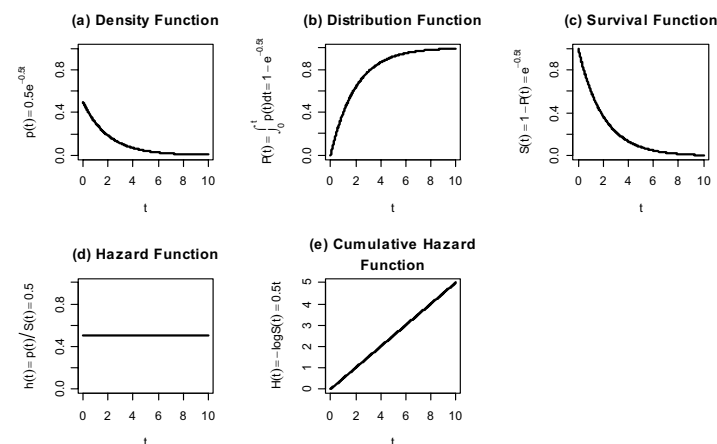 (a) Density Function
p(t) = 0.5e^−0.5t
0.0 0.4 0.8
0 2 4 6 8 10
t
(b) Distribution Function
P(t) = ∫₀ᵗ p(t)dt = 1 − e^−0.5t
0.0 0.4 0.8
0 2 4 6 8 10
t
(c) Survival Function
S(t) = 1 − P(t) = e^−0.5t
0.0 0.4 0.8
0 2 4 6 8 10
t
(d) Hazard Function
h(t) = p(t)/S(t) = 0.5
0.0 0.4 0.8
0 2 4 6 8 10
t
(e) Cumulative Hazard
Function
H(t) = −logS(t) = 0.5t
0 1 2 3 4 5
0 2 4 6 8 10
t